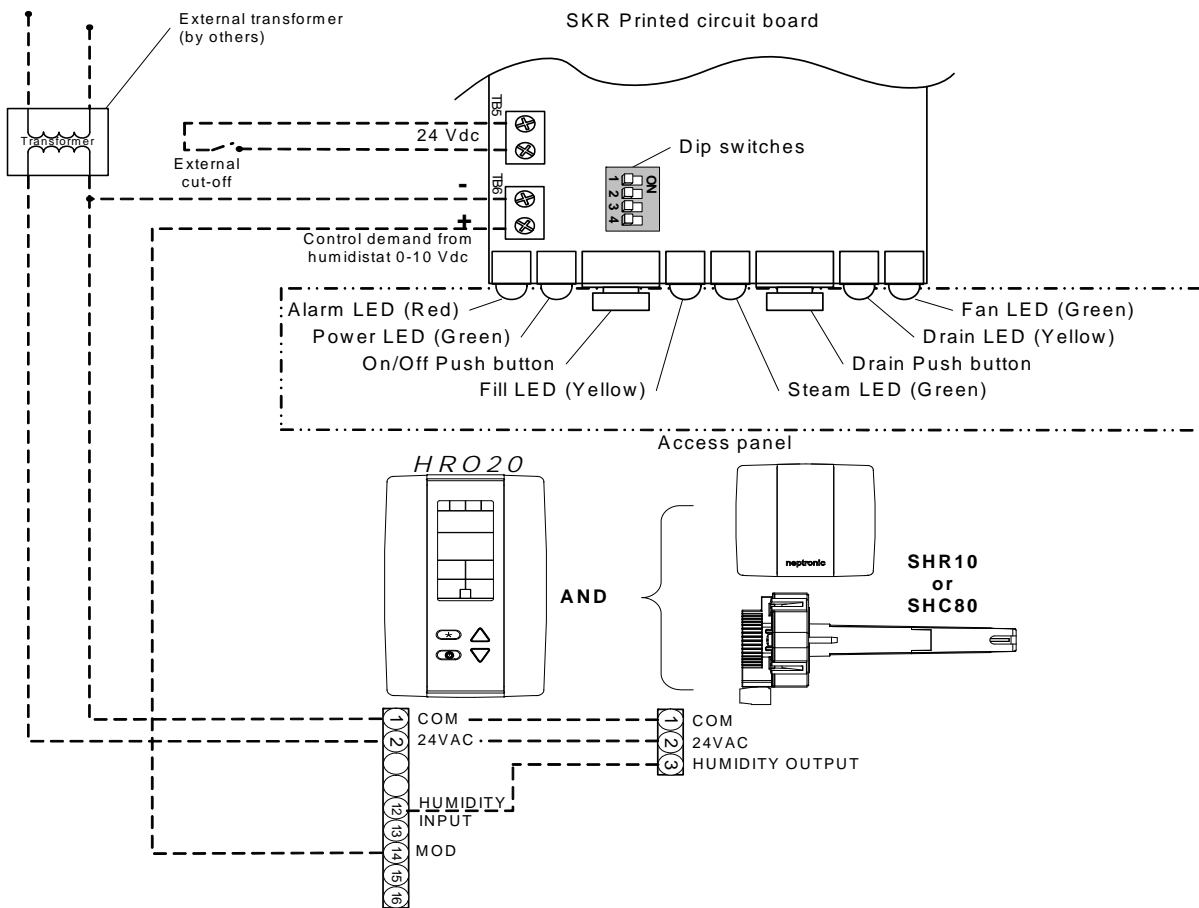 External transformer
(by others)
SKR Printed circuit board
Transformer
TB5
24 Vdc
External
cut-off
Dip switches
ON
1
2
3
4
TB6
-
+
Control demand from
humidistat 0-10 Vdc
Alarm LED (Red)
Power LED (Green)
On/Off Push button
Fill LED (Yellow)
Fan LED (Green)
Drain LED (Yellow)
Drain Push button
Steam LED (Green)
Access panel
HRO20
AND
neptronic
SHR10
or
SHC80
1 COM
2 24VAC
12 HUMIDITY
INPUT
13
14 MOD
15
16
1 COM
2 24VAC
3 HUMIDITY OUTPUT